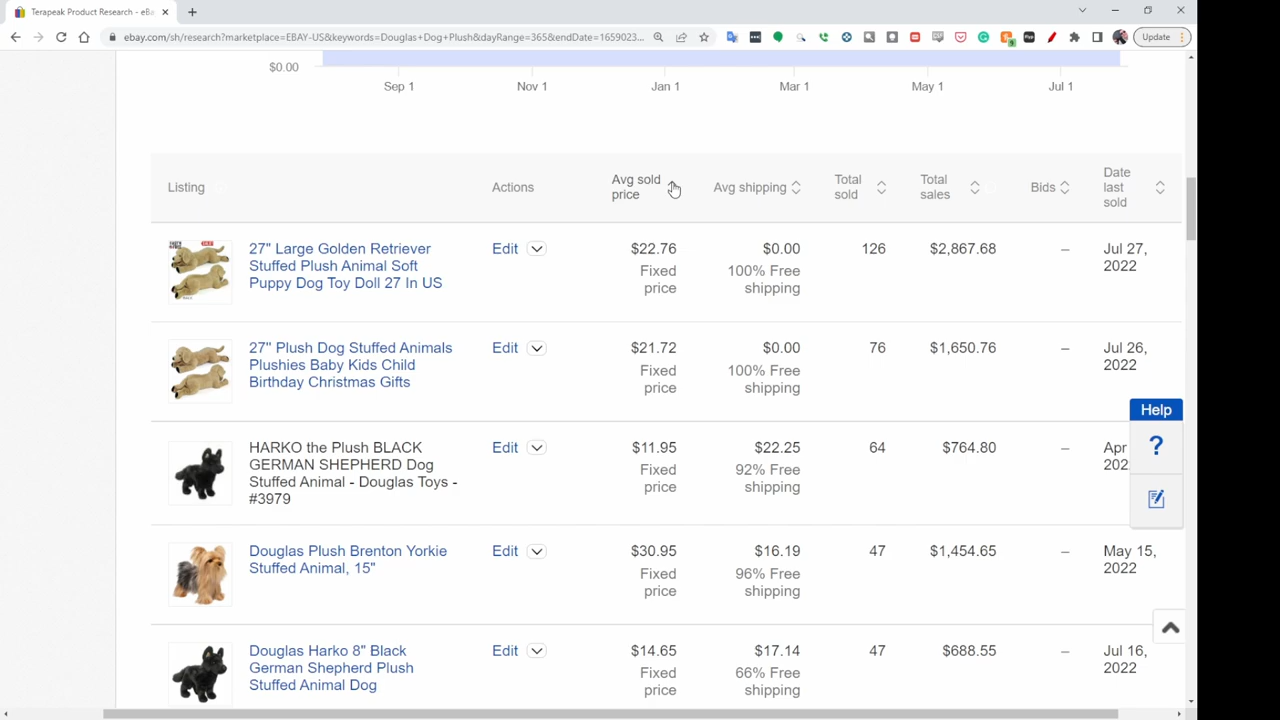 Terapeak Product Research - eBa
ebay.com/sh/research?marketplace=EBAY-US&keywords=Douglas+Dog+Plush&dayRange=365&endDate=1659023...
Update
$0.00
Sep 1
Nov 1
Jan 1
Mar 1
May 1
Jul 1
Listing
Actions
Avg sold
price
Avg shipping
Total
sold
Total
sales
Bids
Date
last
sold
27" Large Golden Retriever
Stuffed Plush Animal Soft
Puppy Dog Toy Doll 27 In US
Edit
$22.76
Fixed
price
$0.00
100% Free
shipping
126
$2,867.68
–
Jul 27,
2022
27" Plush Dog Stuffed Animals
Plushies Baby Kids Child
Birthday Christmas Gifts
Edit
$21.72
Fixed
price
$0.00
100% Free
shipping
76
$1,650.76
–
Jul 26,
2022
HARKO the Plush BLACK
GERMAN SHEPHERD Dog
Stuffed Animal - Douglas Toys -
#3979
Edit
$11.95
Fixed
price
$22.25
92% Free
shipping
64
$764.80
–
Apr
202
Help
?
Douglas Plush Brenton Yorkie
Stuffed Animal, 15"
Edit
$30.95
Fixed
price
$16.19
96% Free
shipping
47
$1,454.65
–
May 15,
2022
Douglas Harko 8" Black
German Shepherd Plush
Stuffed Animal Dog
Edit
$14.65
Fixed
price
$17.14
66% Free
shipping
47
$688.55
–
Jul 16,
2022